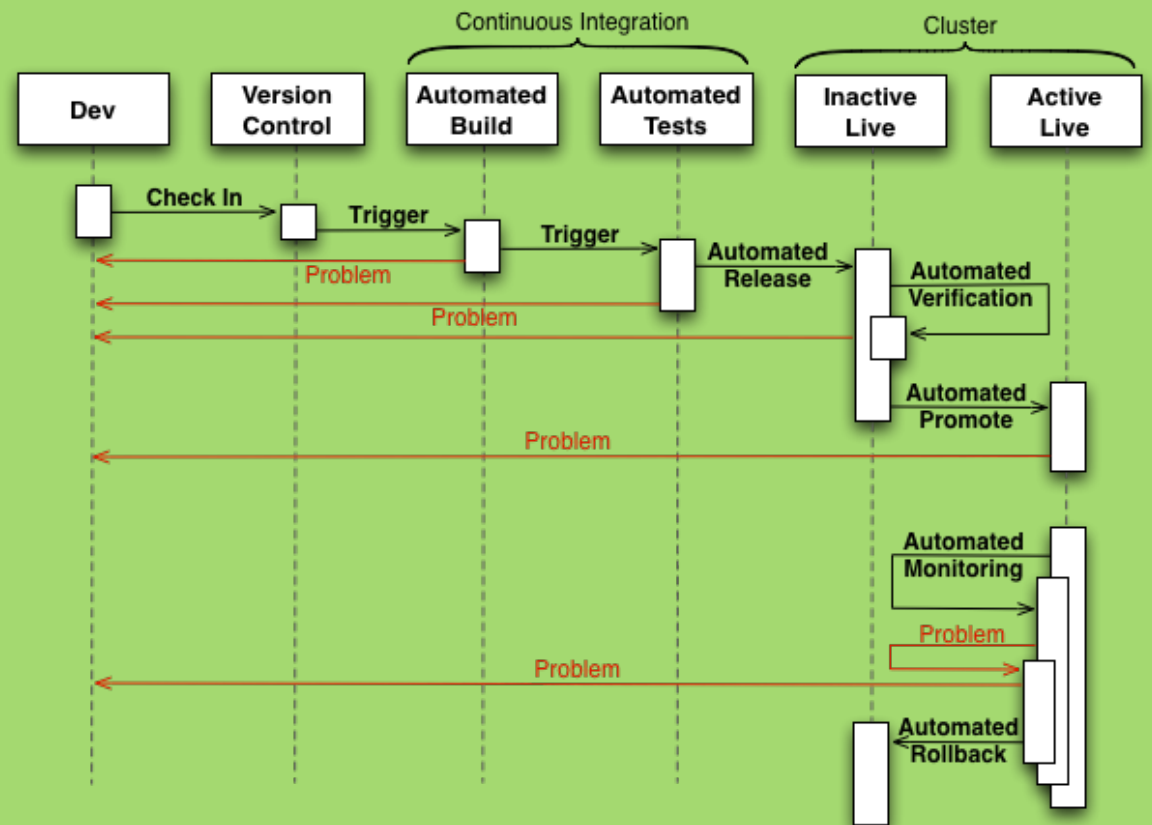 Continuous Integration
Cluster
Dev
Version
Control
Automated
Build
Automated
Tests
Inactive
Live
Active
Live
Check In
Trigger
Trigger
Automated
Release
Automated
Verification
Problem
Problem
Automated
Promote
Problem
Automated
Monitoring
Problem
Problem
Automated
Rollback